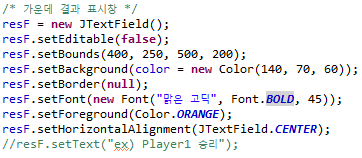 /* 가운데 결과 표시창 */
resF = new JTextField();
resF.setEditable(false);
resF.setBounds(400, 250, 500, 200);
resF.setBackground(color = new Color(140, 70, 60));
resF.setBorder(null);
resF.setFont(new Font("맑은 고딕", Font.BOLD, 45));
resF.setForeground(Color.ORANGE);
resF.setHorizontalAlignment(JTextField.CENTER);
//resF.setText("ex) Player1 승리");